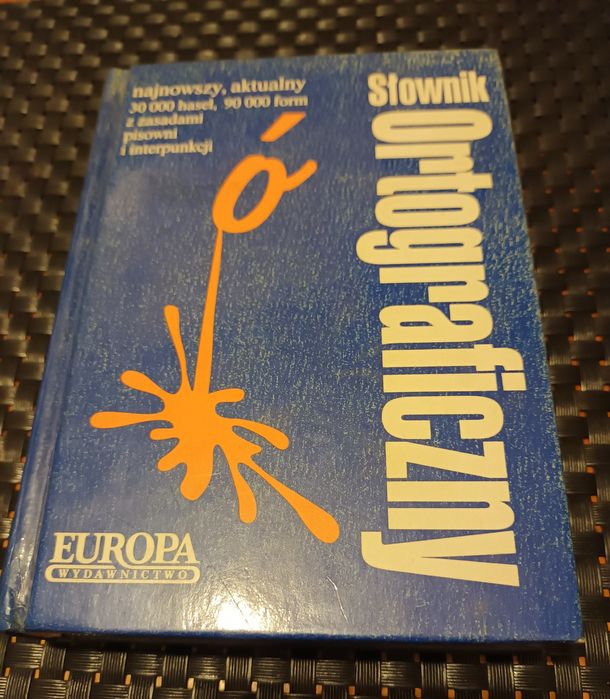 najnowszy, aktualny
30 000 haseł, 90 000 form
z zasadami
pisowni
i interpunkcji
Słownik
Ortograficzny
ó
EUROPA
WYDAWNICTWO